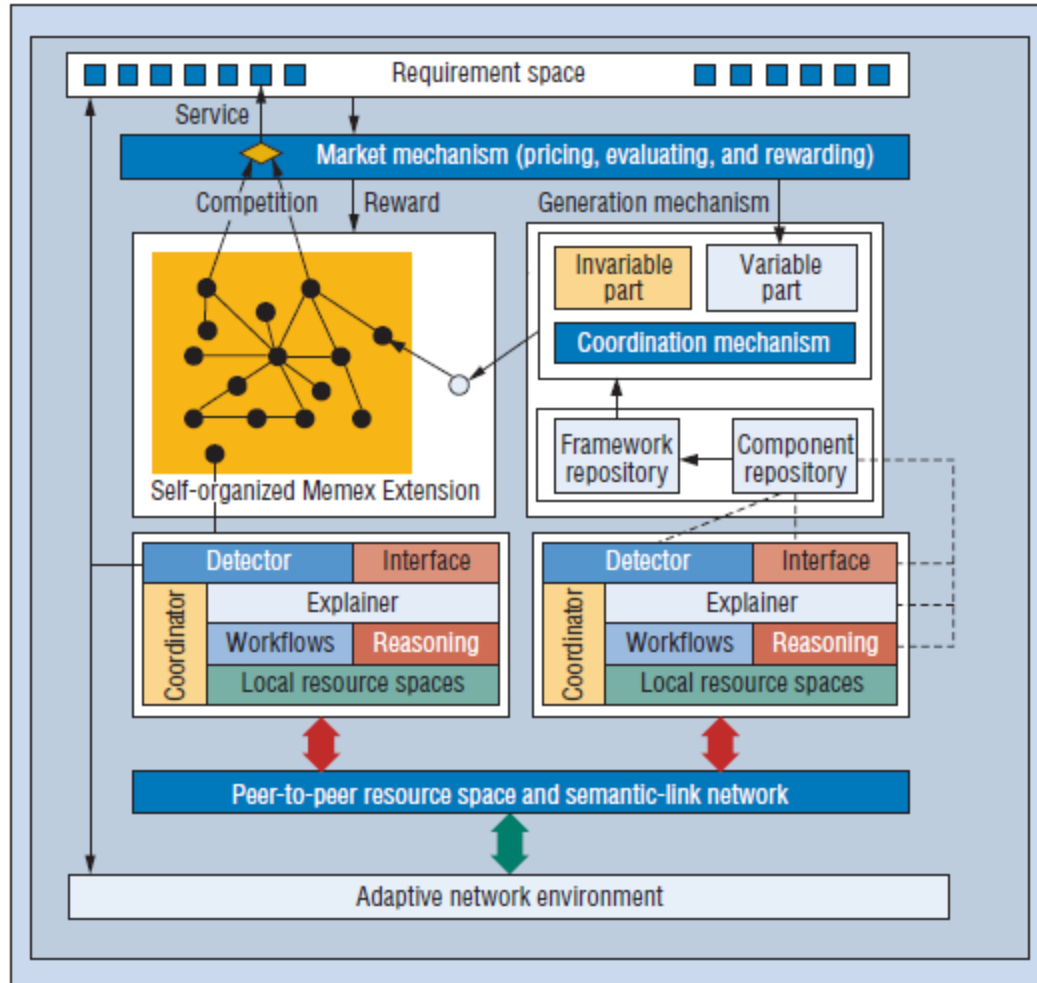 Requirement space
Service
Market mechanism (pricing, evaluating, and rewarding)
Competition
Reward
Generation mechanism
Invariable
part
Variable
part
Coordination mechanism
Framework
repository
Component
repository
Self-organized Memex Extension
Detector
Interface
Coordinator
Explainer
Workflows
Reasoning
Local resource spaces
Detector
Interface
Coordinator
Explainer
Workflows
Reasoning
Local resource spaces
Peer-to-peer resource space and semantic-link network
Adaptive network environment